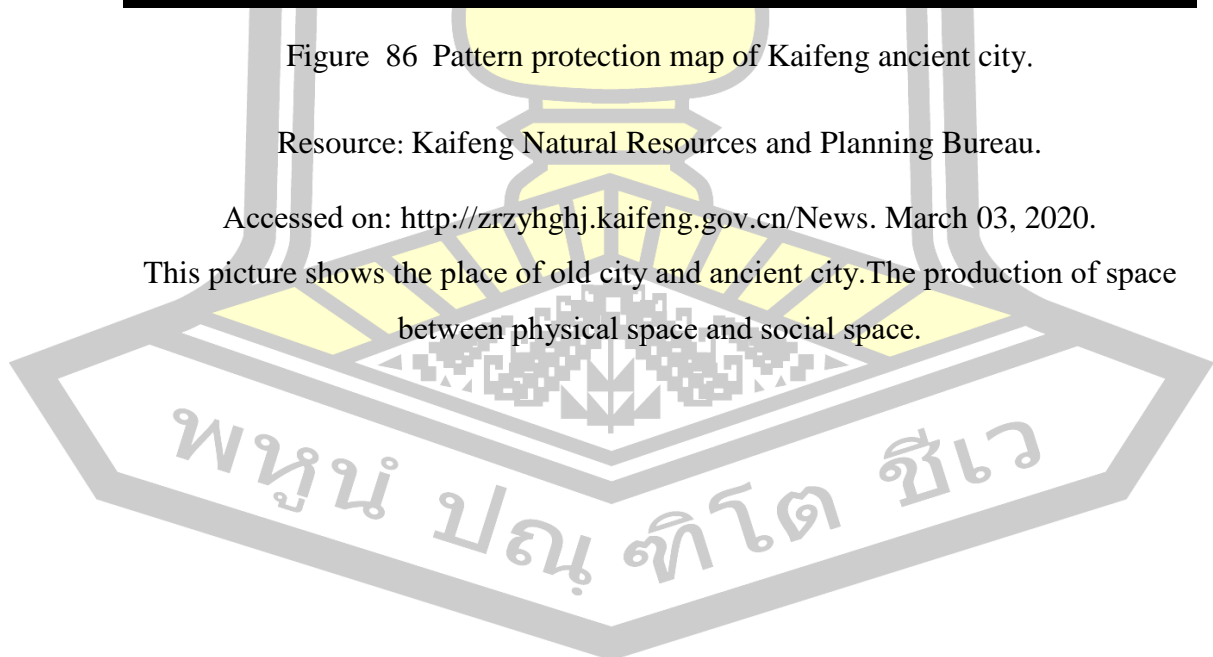 Figure 86 Pattern protection map of Kaifeng ancient city.
Resource: Kaifeng Natural Resources and Planning Bureau.
Accessed on: http://zrzyhghj.kaifeng.gov.cn/News. March 03, 2020.
This picture shows the place of old city and ancient city.The production of space
between physical space and social space.
พหูนํ ปณฺฑิโต ชีเว